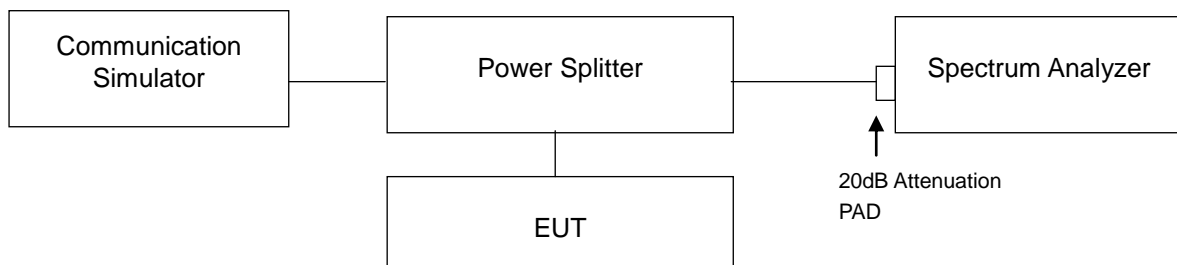 Communication
Simulator
Power Splitter
Spectrum Analyzer
20dB Attenuation
PAD
EUT